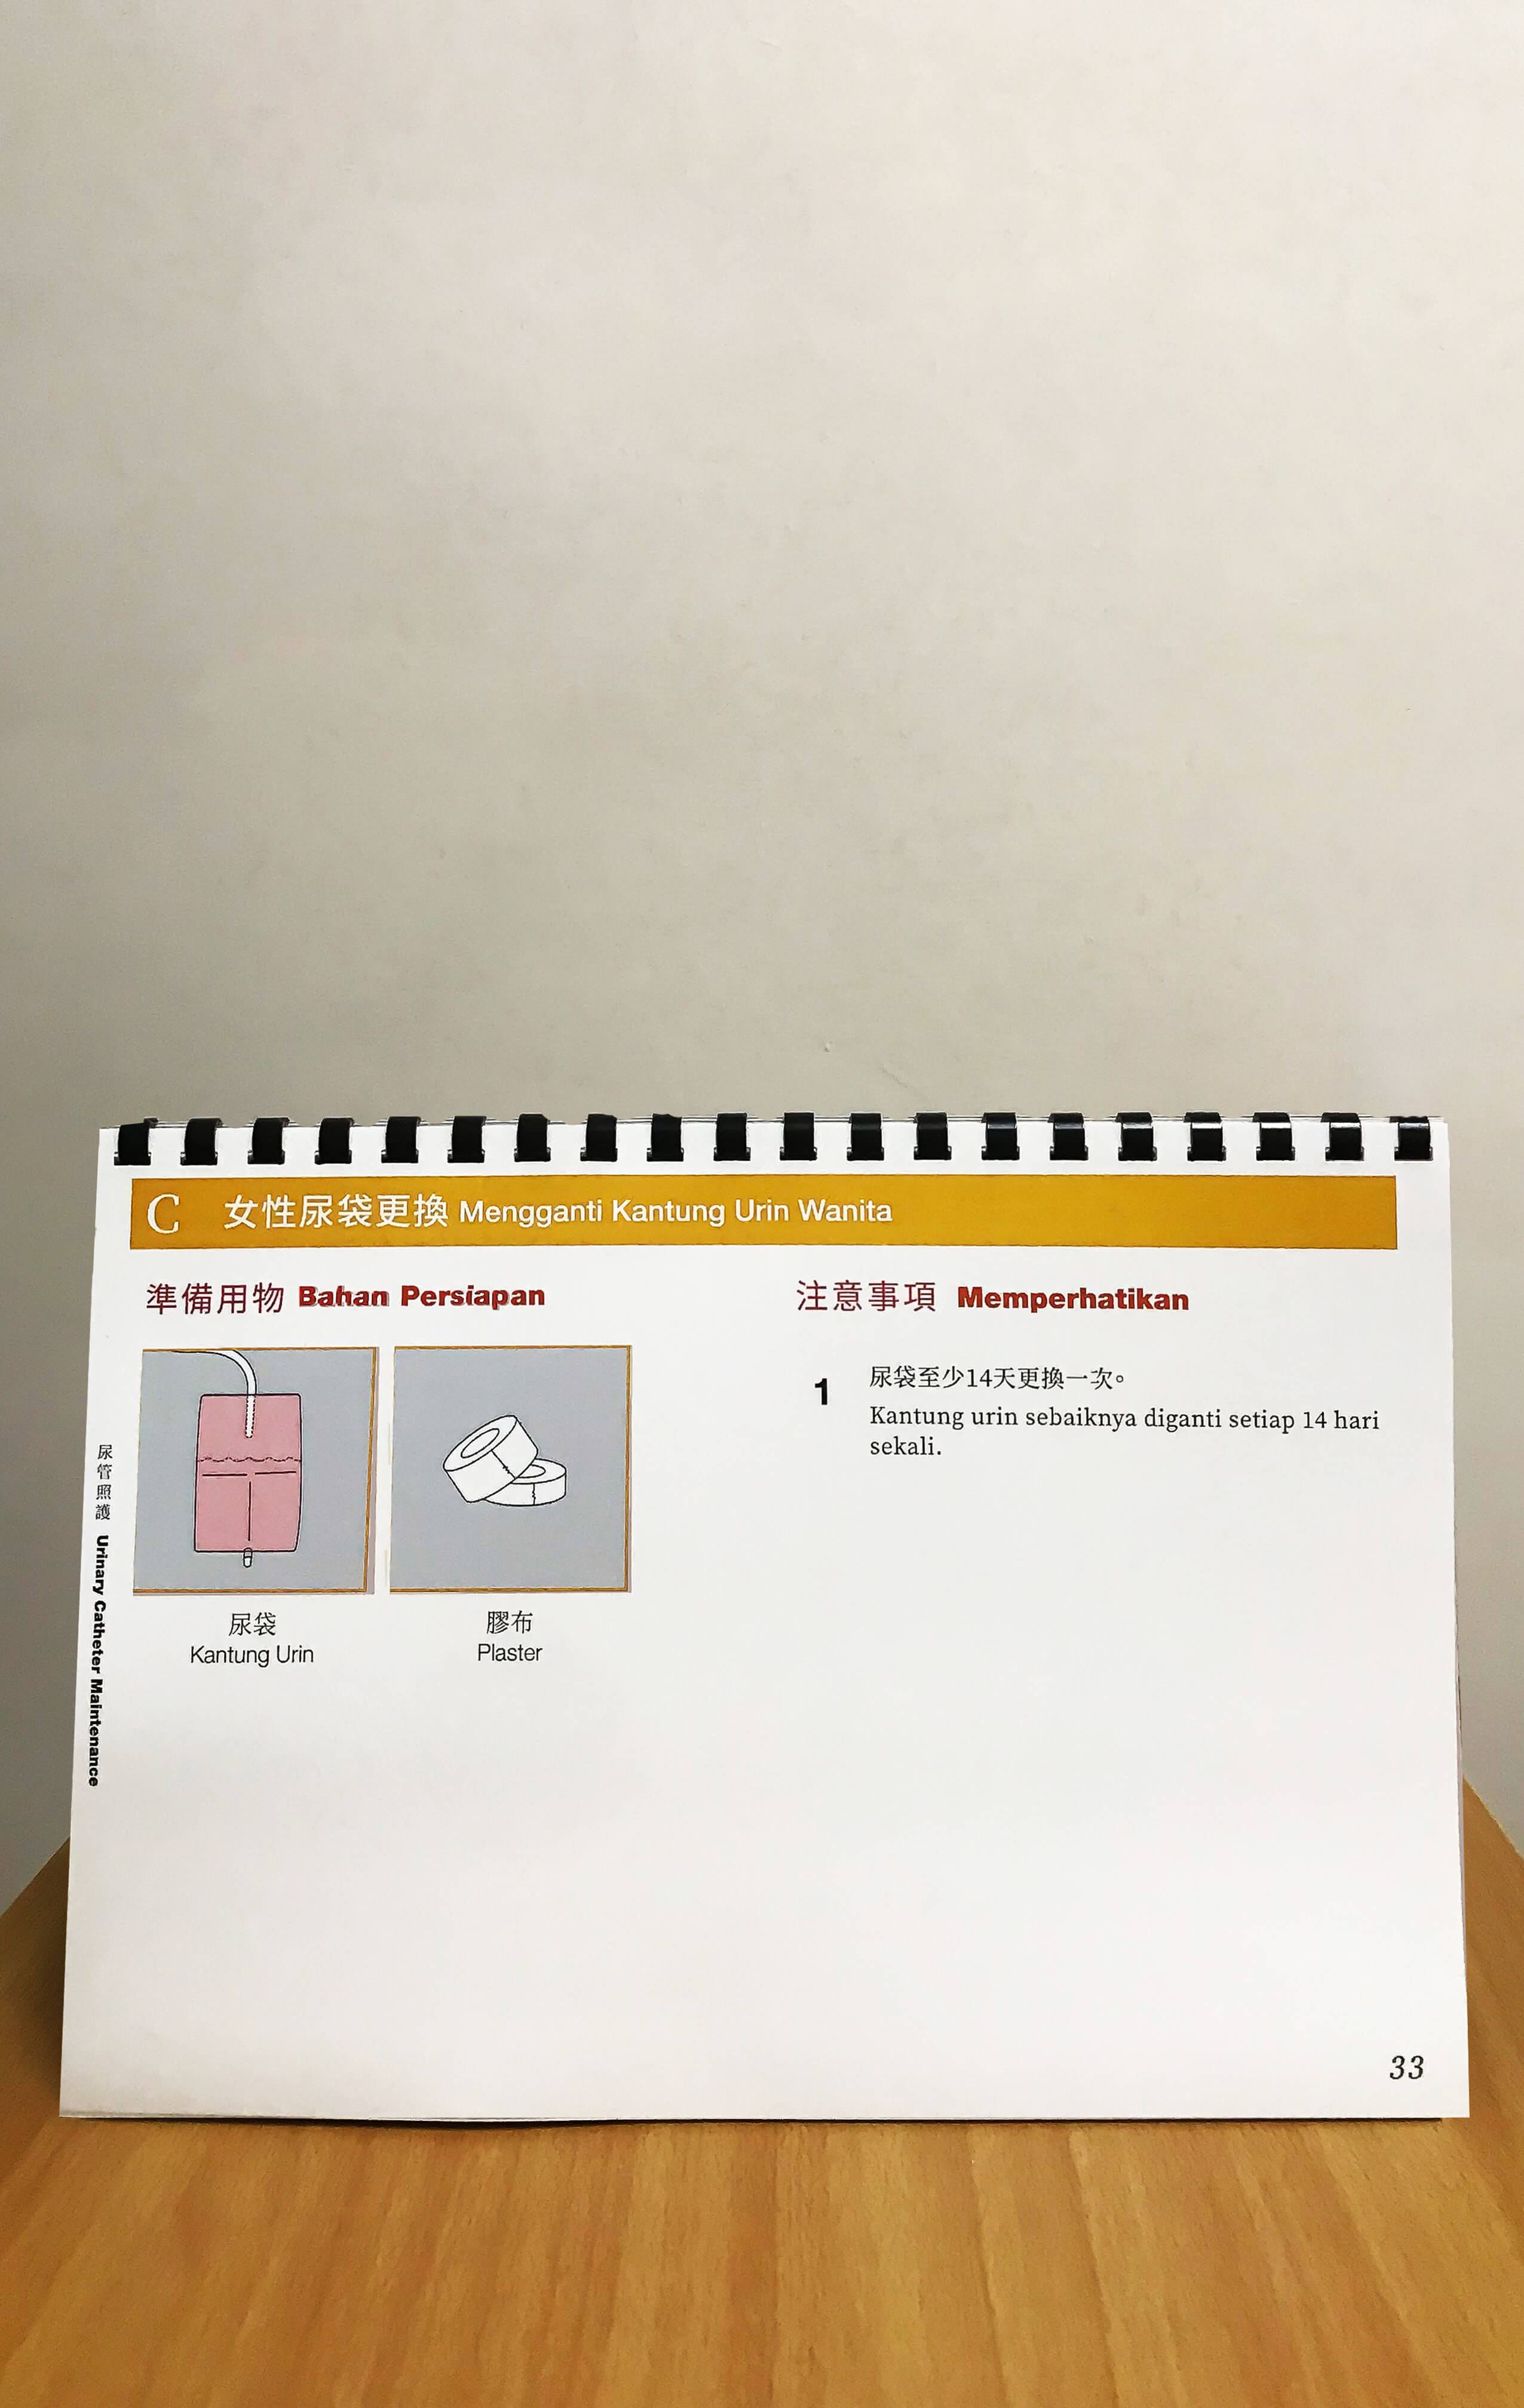 C 女性尿袋更換 Mengganti Kantung Urin Wanita
準備用物 Bahan Persiapan
尿袋
Kantung Urin
膠布
Plaster
注意事項 Memperhatikan
1 尿袋至少14天更換一次。
Kantung urin sebaiknya diganti setiap 14 hari
sekali.
尿管照護 Urinary Catheter Maintenance
33